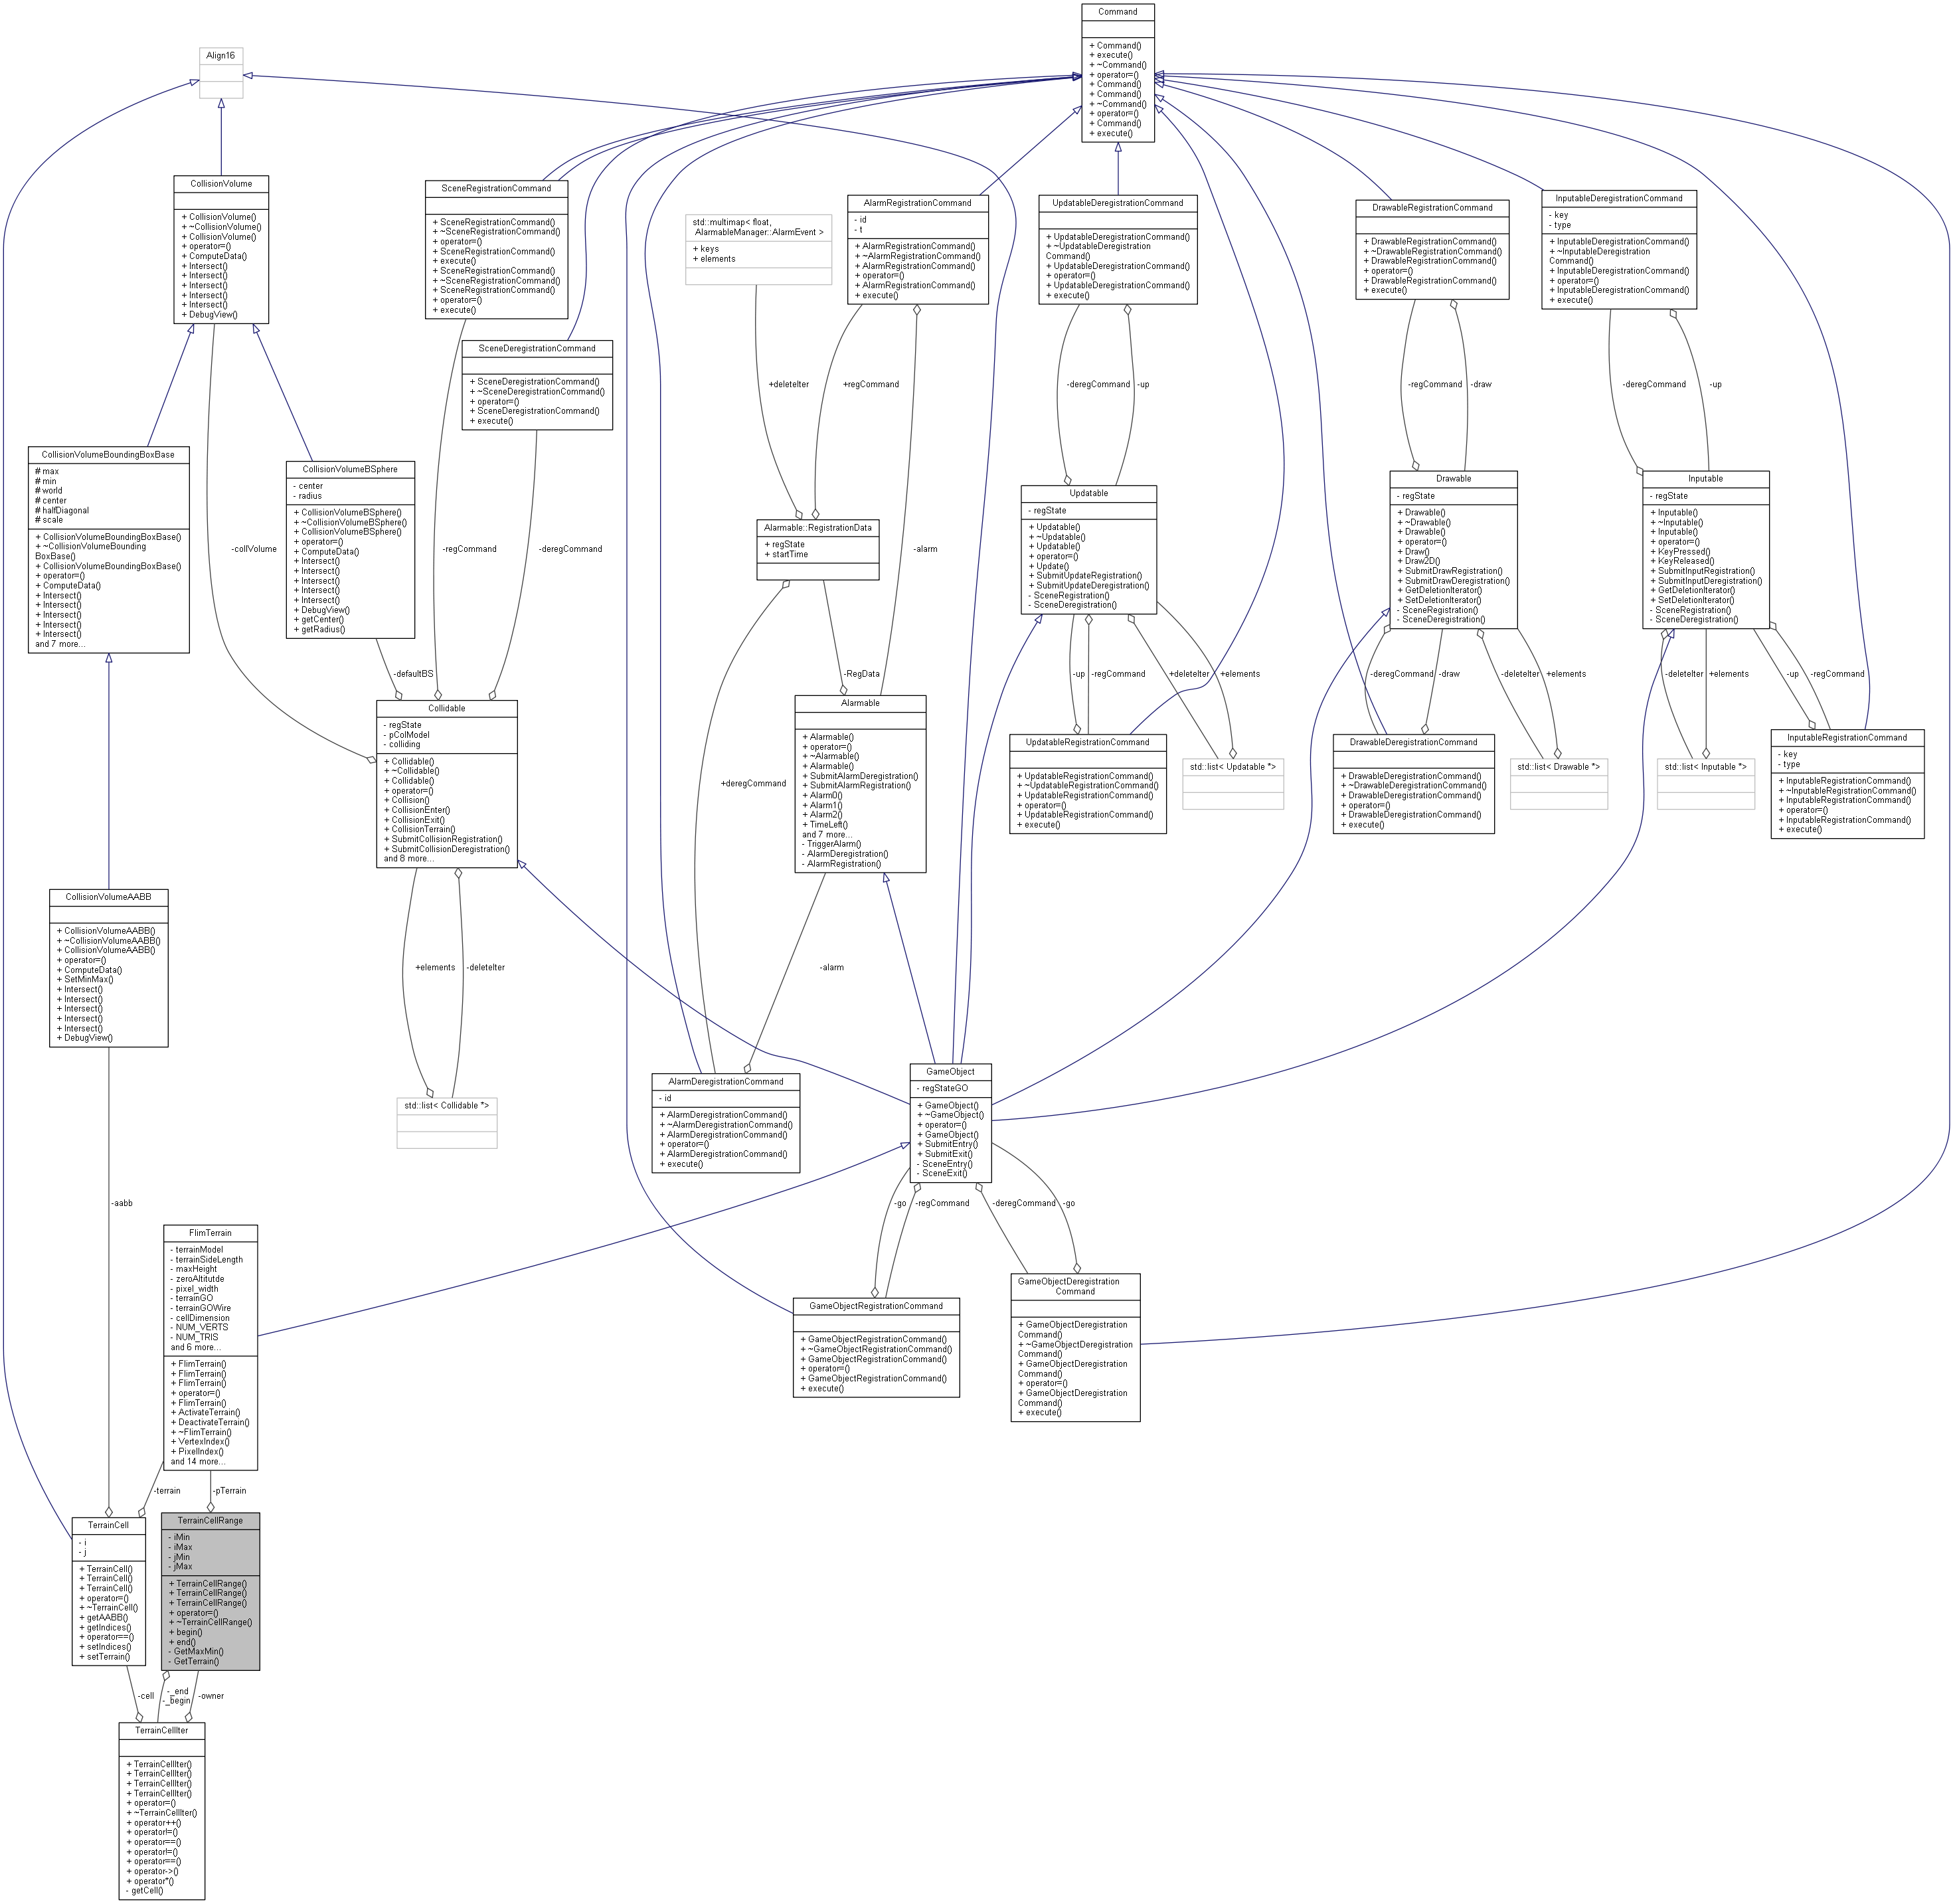 Command
+ Command()
+ execute()
+ ~Command()
+ operator=()
+ Command()
+ Command()
+ ~Command()
+ operator=()
+ Command()
+ execute()
Align16
CollisionVolume
+ CollisionVolume()
+ ~CollisionVolume()
+ CollisionVolume()
+ operator=()
+ ComputeData()
+ Intersect()
+ Intersect()
+ Intersect()
+ Intersect()
+ Intersect()
+ DebugView()
SceneRegistrationCommand
+ SceneRegistrationCommand()
+ ~SceneRegistrationCommand()
+ operator=()
+ SceneRegistrationCommand()
+ execute()
+ SceneRegistrationCommand()
+ ~SceneRegistrationCommand()
+ SceneRegistrationCommand()
+ operator=()
+ execute()
std::multimap< float,
AlarmableManager::AlarmEvent >
+ keys
+ elements
AlarmRegistrationCommand
- id
- t
+ AlarmRegistrationCommand()
+ ~AlarmRegistrationCommand()
+ AlarmRegistrationCommand()
+ operator=()
+ AlarmRegistrationCommand()
+ execute()
UpdatableDeregistrationCommand
+ UpdatableDeregistrationCommand()
+ ~UpdatableDeregistration
Command()
+ UpdatableDeregistrationCommand()
+ operator=()
+ UpdatableDeregistrationCommand()
+ execute()
DrawableRegistrationCommand
+ DrawableRegistrationCommand()
+ ~DrawableRegistrationCommand()
+ DrawableRegistrationCommand()
+ operator=()
+ DrawableRegistrationCommand()
+ execute()
InputableDeregistrationCommand
- key
- type
+ InputableDeregistrationCommand()
+ ~InputableDeregistration
Command()
+ InputableDeregistrationCommand()
+ operator=()
+ InputableDeregistrationCommand()
+ execute()
SceneDeregistrationCommand
+ SceneDeregistrationCommand()
+ ~SceneDeregistrationCommand()
+ operator=()
+ SceneDeregistrationCommand()
+ execute()
+deleteIter
+regCommand
-deregCommand
-up
-regCommand
-draw
-deregCommand
-up
CollisionVolumeBoundingBoxBase
# max
# min
# world
# center
# halfDiagonal
# scale
+ CollisionVolumeBoundingBoxBase()
+ ~CollisionVolumeBounding
BoxBase()
+ CollisionVolumeBoundingBoxBase()
+ operator=()
+ ComputeData()
+ Intersect()
+ Intersect()
+ Intersect()
+ Intersect()
+ Intersect()
and 7 more...
CollisionVolumeBSphere
- center
- radius
+ CollisionVolumeBSphere()
+ ~CollisionVolumeBSphere()
+ CollisionVolumeBSphere()
+ operator=()
+ ComputeData()
+ Intersect()
+ Intersect()
+ Intersect()
+ Intersect()
+ Intersect()
+ DebugView()
+ getCenter()
+ getRadius()
-collVolume
-regCommand
-deregCommand
-alarm
Alarmable::RegistrationData
+ regState
+ startTime
Updatable
- regState
+ Updatable()
+ ~Updatable()
+ Updatable()
+ operator=()
+ Update()
+ SubmitUpdateRegistration()
+ SubmitUpdateDeregistration()
- SceneRegistration()
- SceneDeregistration()
Drawable
- regState
+ Drawable()
+ ~Drawable()
+ Drawable()
+ operator=()
+ Draw()
+ Draw2D()
+ SubmitDrawRegistration()
+ SubmitDrawDeregistration()
+ GetDeletionIterator()
+ SetDeletionIterator()
- SceneRegistration()
- SceneDeregistration()
Inputable
- regState
+ Inputable()
+ ~Inputable()
+ Inputable()
+ operator=()
+ KeyPressed()
+ KeyReleased()
+ SubmitInputRegistration()
+ SubmitInputDeregistration()
+ GetDeletionIterator()
+ SetDeletionIterator()
- SceneRegistration()
- SceneDeregistration()
-defaultBS
-RegData
-up
-regCommand
+deleteIter
+elements
-deregCommand
-draw
-deleteIter
+elements
-deleteIter
+elements
-up
-regCommand
Collidable
- regState
- pColModel
- colliding
+ Collidable()
+ ~Collidable()
+ Collidable()
+ operator=()
+ Collision()
+ CollisionEnter()
+ CollisionExit()
+ CollisionTerrain()
+ SubmitCollisionRegistration()
+ SubmitCollisionDeregistration()
and 8 more...
+deregCommand
Alarmable
+ Alarmable()
+ operator=()
+ ~Alarmable()
+ Alarmable()
+ SubmitAlarmDeregistration()
+ SubmitAlarmRegistration()
+ Alarm0()
+ Alarm1()
+ Alarm2()
+ TimeLeft()
and 7 more...
- TriggerAlarm()
- AlarmDeregistration()
- AlarmRegistration()
UpdatableRegistrationCommand
+ UpdatableRegistrationCommand()
+ ~UpdatableRegistrationCommand()
+ UpdatableRegistrationCommand()
+ operator=()
+ UpdatableRegistrationCommand()
+ execute()
std::list< Updatable *>
DrawableDeregistrationCommand
+ DrawableDeregistrationCommand()
+ ~DrawableDeregistrationCommand()
+ DrawableDeregistrationCommand()
+ operator=()
+ DrawableDeregistrationCommand()
+ execute()
std::list< Drawable *>
std::list< Inputable *>
InputableRegistrationCommand
- key
- type
+ InputableRegistrationCommand()
+ ~InputableRegistrationCommand()
+ InputableRegistrationCommand()
+ operator=()
+ InputableRegistrationCommand()
+ execute()
CollisionVolumeAABB
+ CollisionVolumeAABB()
+ ~CollisionVolumeAABB()
+ CollisionVolumeAABB()
+ operator=()
+ ComputeData()
+ SetMinMax()
+ Intersect()
+ Intersect()
+ Intersect()
+ Intersect()
+ Intersect()
+ DebugView()
+elements
-deleteIter
-alarm
std::list< Collidable *>
AlarmDeregistrationCommand
- id
+ AlarmDeregistrationCommand()
+ ~AlarmDeregistrationCommand()
+ AlarmDeregistrationCommand()
+ operator=()
+ AlarmDeregistrationCommand()
+ execute()
GameObject
- regStateGO
+ GameObject()
+ ~GameObject()
+ operator=()
+ GameObject()
+ SubmitEntry()
+ SubmitExit()
- SceneEntry()
- SceneExit()
-aabb
-go
-regCommand
-deregCommand
-go
FlimTerrain
- terrainModel
- terrainSideLength
- maxHeight
- zeroAltitutde
- pixel_width
- terrainGO
- terrainGOWire
- cellDimension
- NUM_VERTS
- NUM_TRIS
and 6 more...
+ FlimTerrain()
+ FlimTerrain()
+ FlimTerrain()
+ operator=()
+ FlimTerrain()
+ ActivateTerrain()
+ DeactivateTerrain()
+ ~FlimTerrain()
+ VertexIndex()
+ PixelIndex()
and 14 more...
GameObjectRegistrationCommand
+ GameObjectRegistrationCommand()
+ ~GameObjectRegistrationCommand()
+ GameObjectRegistrationCommand()
+ operator=()
+ GameObjectRegistrationCommand()
+ execute()
GameObjectDeregistration
Command
+ GameObjectDeregistration
Command()
+ ~GameObjectDeregistration
Command()
+ GameObjectDeregistration
Command()
+ operator=()
+ GameObjectDeregistration
Command()
+ execute()
-terrain
-pTerrain
TerrainCell
- i
- j
+ TerrainCell()
+ TerrainCell()
+ TerrainCell()
+ operator=()
+ ~TerrainCell()
+ getAABB()
+ getIndices()
+ operator==()
+ setIndices()
+ setTerrain()
TerrainCellRange
- iMin
- iMax
- jMin
- jMax
+ TerrainCellRange()
+ TerrainCellRange()
+ TerrainCellRange()
+ operator=()
+ ~TerrainCellRange()
+ begin()
+ end()
- GetMaxMin()
- GetTerrain()
-cell
-_end
-_begin
-owner
TerrainCellIter
+ TerrainCellIter()
+ TerrainCellIter()
+ TerrainCellIter()
+ TerrainCellIter()
+ operator=()
+ ~TerrainCellIter()
+ operator++()
+ operator!=()
+ operator==()
+ operator!=()
+ operator==()
+ operator->()
+ operator*()
- getCell()